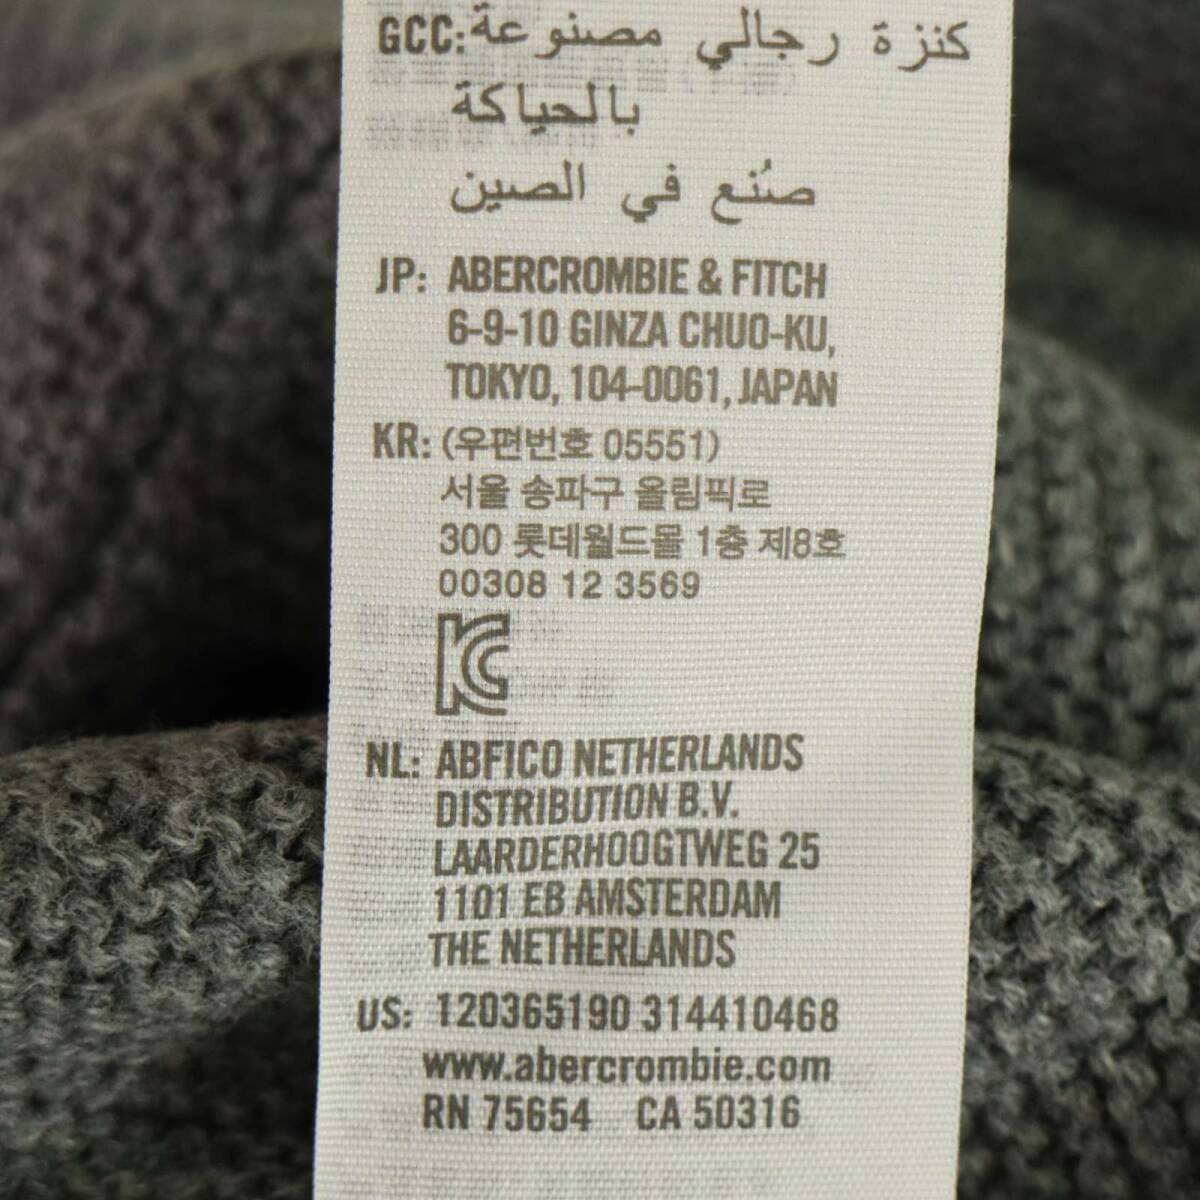 GCC: كنزة رجالي مصنوعة
بالحياكة
صُنع في الصين
JP: ABERCROMBIE & FITCH
6-9-10 GINZA CHUO-KU,
TOKYO, 104-0061, JAPAN
KR: (우편번호 05551)
서울 송파구 올림픽로
300 롯데월드몰 1층 제8호
00308 12 3569
KC
NL: ABFICO NETHERLANDS
DISTRIBUTION B.V.
LAARDERHOOGTWEG 25
1101 EB AMSTERDAM
THE NETHERLANDS
US: 120365190 314410468
www.abercrombie.com
RN 75654 CA 50316